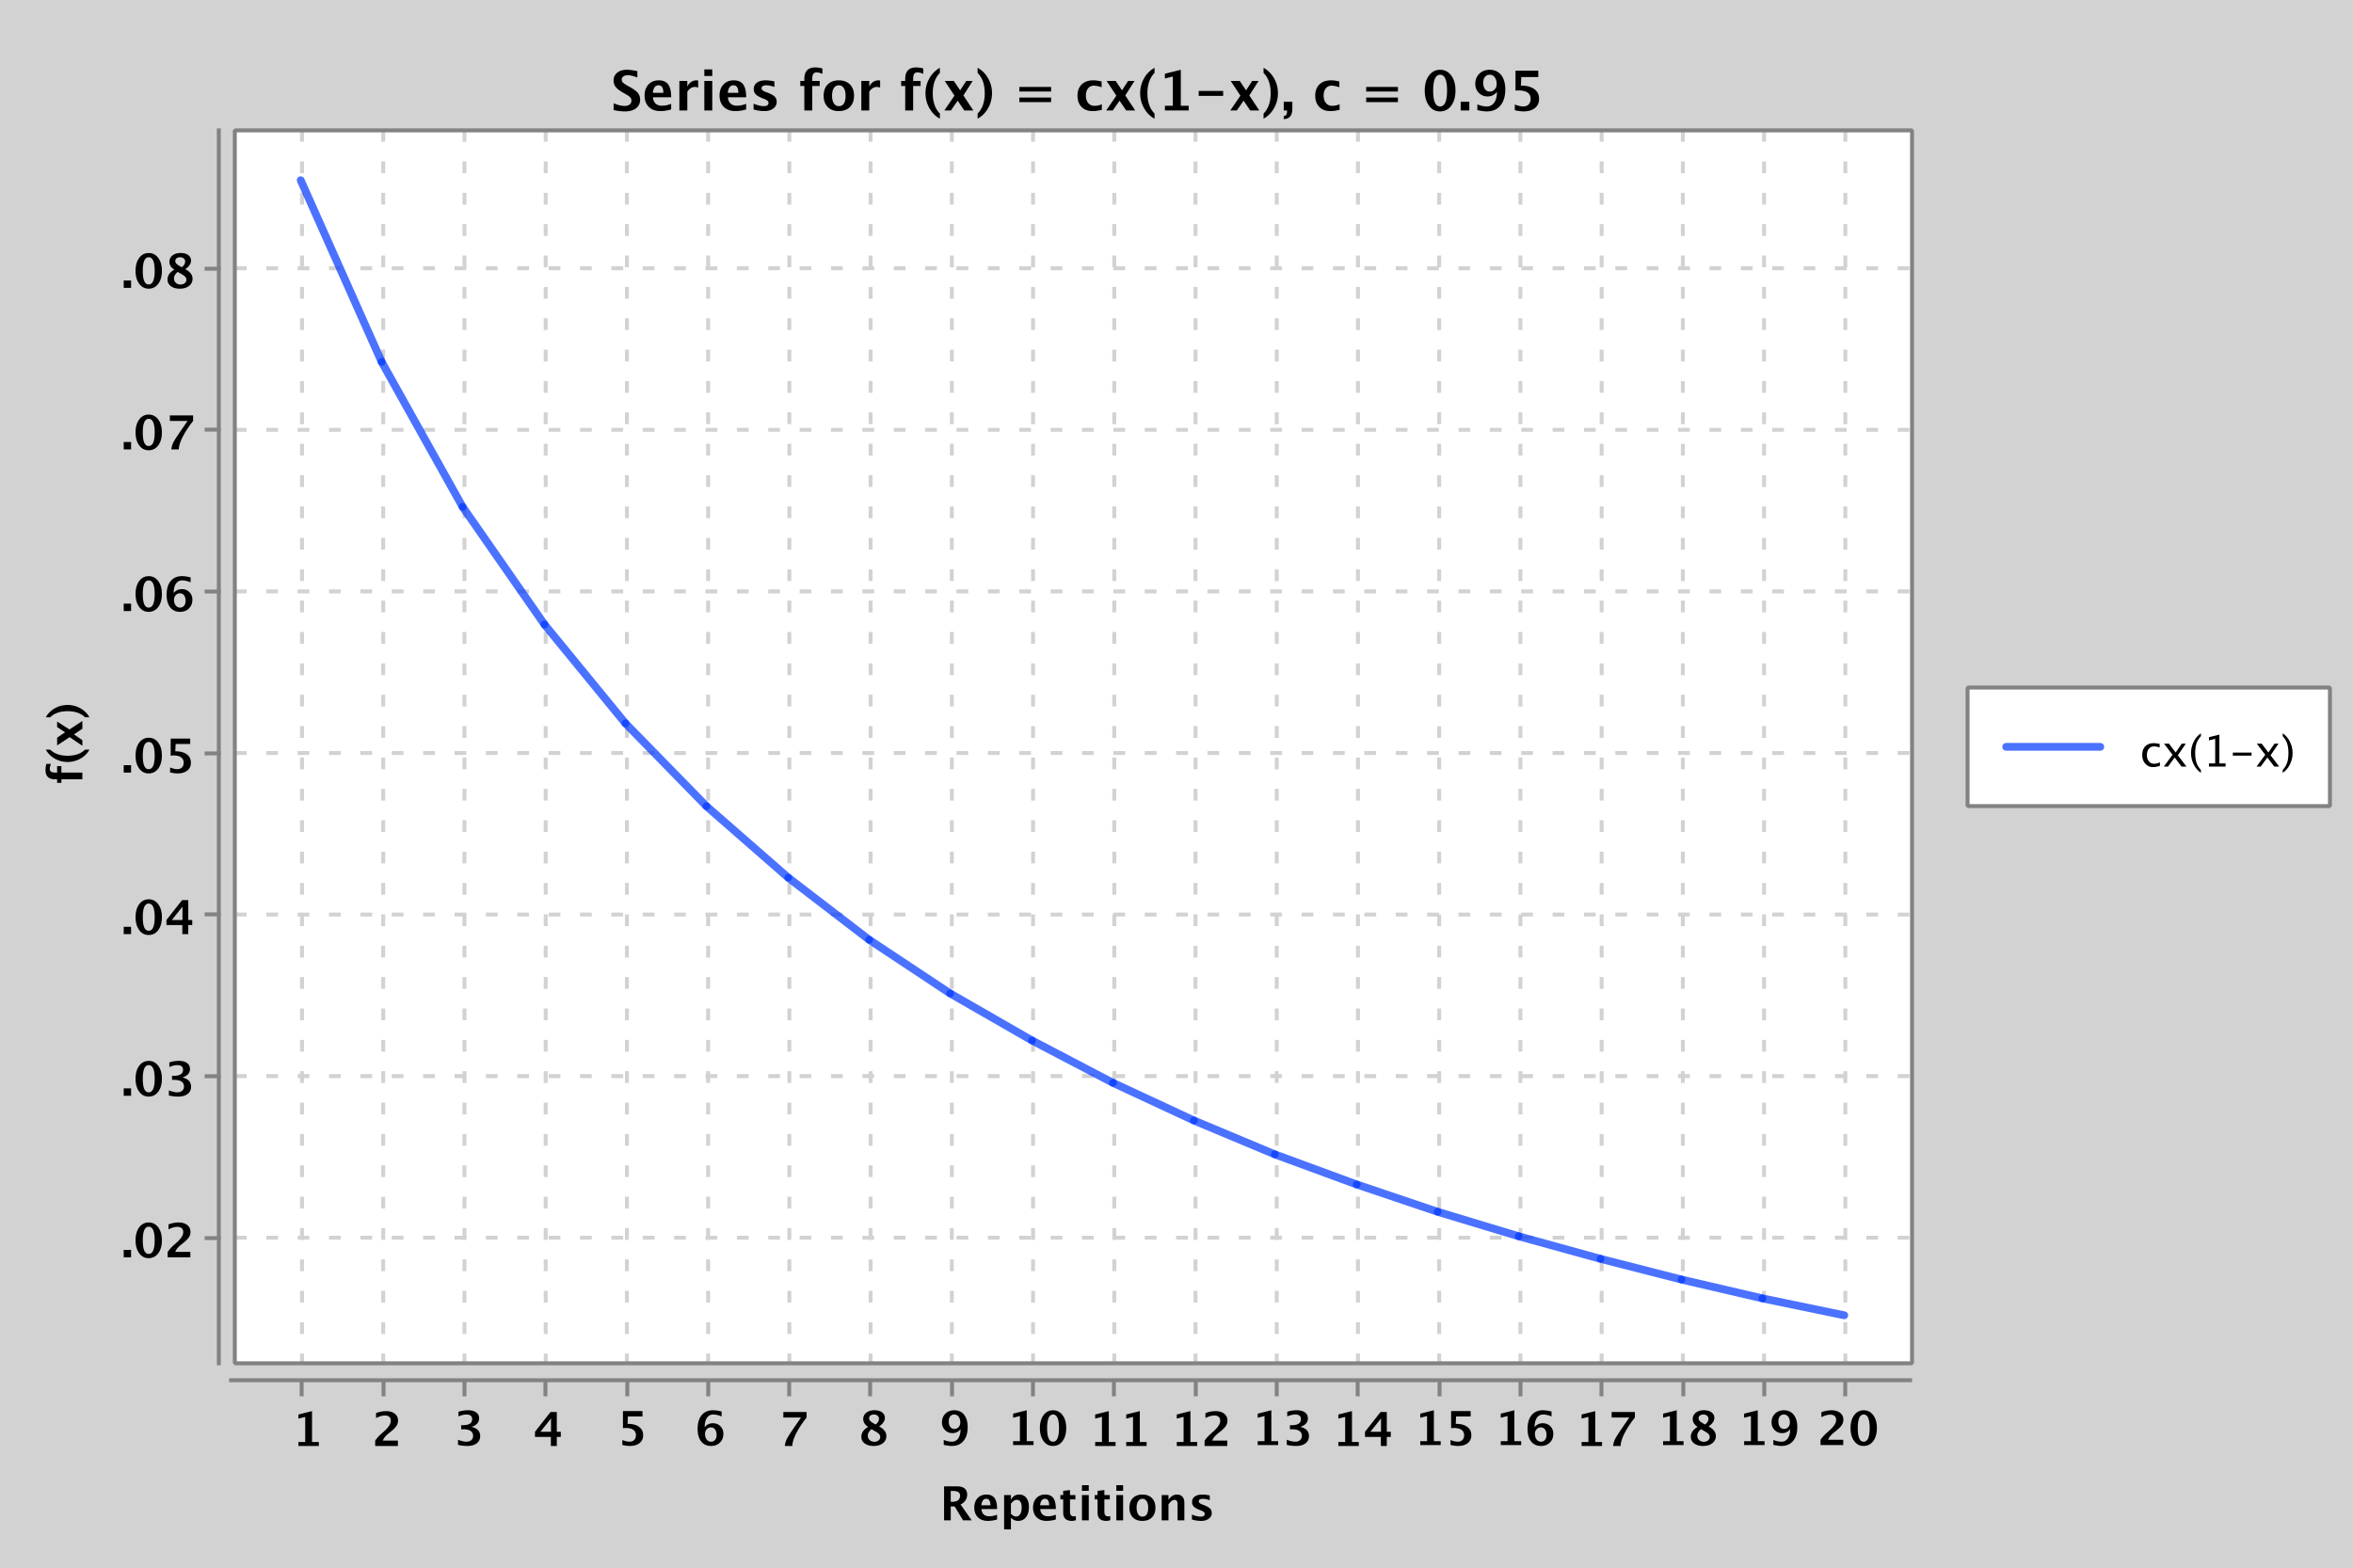 Series for f(x) = cx(1-x), c = 0.95
f(x)
.08
.07
.06
.05
.04
.03
.02
1 2 3 4 5 6 7 8 9 10 11 12 13 14 15 16 17 18 19 20
Repetitions
cx(1-x)